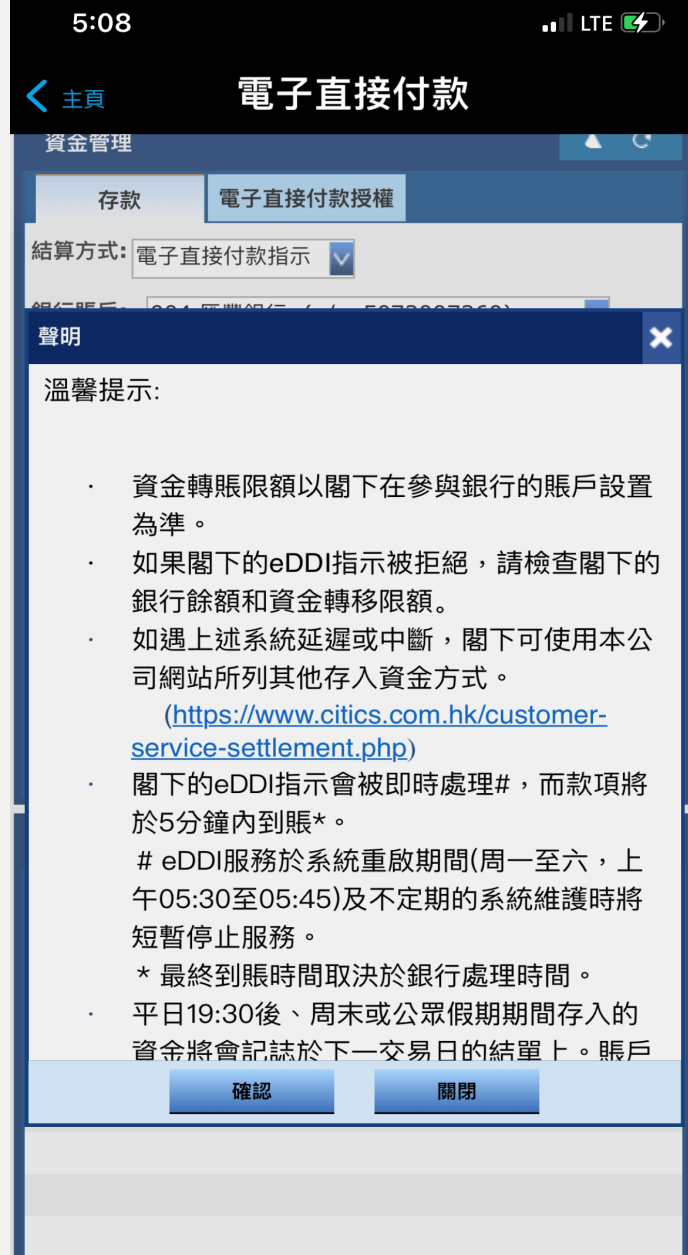 5:08
LTE
主頁
電子直接付款
資金管理
存款
電子直接付款授權
結算方式:
電子直接付款指示
聲明
溫馨提示:
· 資金轉賬限額以閣下在參與銀行的賬戶設置
為準。
· 如果閣下的eDDI指示被拒絕，請檢查閣下的
銀行餘額和資金轉移限額。
· 如遇上述系統延遲或中斷，閣下可使用本公
司網站所列其他存入資金方式。
(https://www.citics.com.hk/customer-
service-settlement.php)
· 閣下的eDDI指示會被即時處理#，而款項將
於5分鐘內到賬*。
# eDDI服務於系統重啟期間(周一至六，上
午05:30至05:45)及不定期的系統維護時將
短暫停止服務。
* 最終到賬時間取決於銀行處理時間。
· 平日19:30後、周末或公眾假期期間存入的
資金將會記誌於下一交易日的結單上。賬戶
確認
關閉